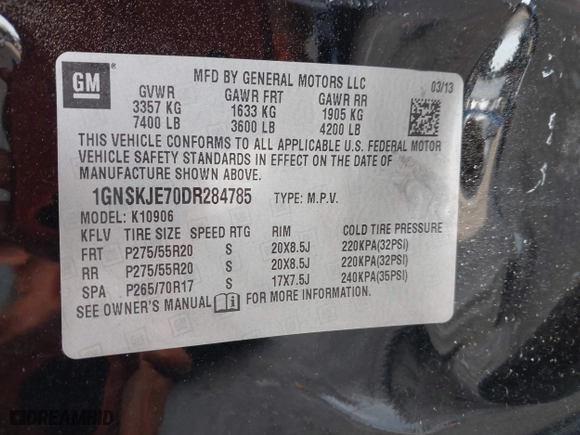 GM
MFD BY GENERAL MOTORS LLC
03/13
GVWR GAWR FRT GAWR RR
3357 KG 1633 KG 1905 KG
7400 LB 3600 LB 4200 LB
THIS VEHICLE CONFORMS TO ALL APPLICABLE U.S. FEDERAL MOTOR
VEHICLE SAFETY STANDARDS IN EFFECT ON THE DATE OF
MANUFACTURE SHOWN ABOVE.
1GNSKJE70DR284785 TYPE: M.P.V.
MODEL: K10906
KFLV TIRE SIZE SPEED RTG RIM COLD TIRE PRESSURE
FRT P275/55R20 S 20X8.5J 220KPA(32PSI)
RR P275/55R20 S 20X8.5J 220KPA(32PSI)
SPA P265/70R17 S 17X7.5J 240KPA(35PSI)
SEE OWNER'S MANUAL FOR MORE INFORMATION.
DREAMBID